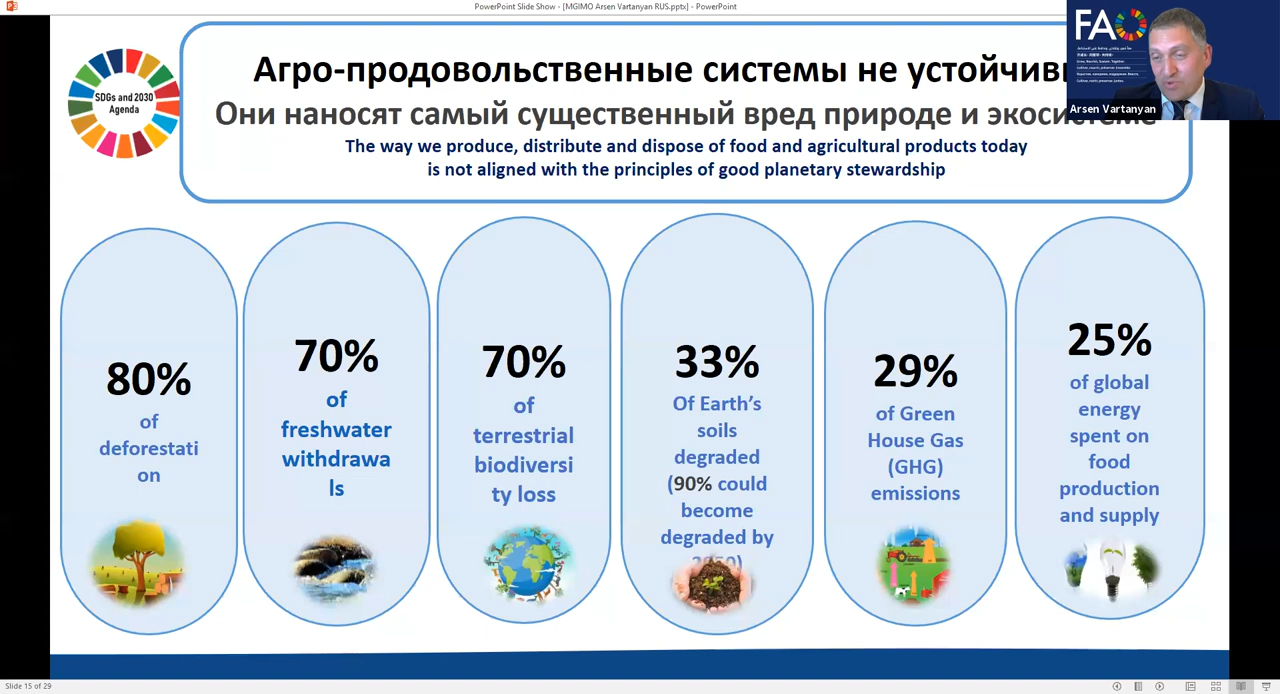 PowerPoint Slide Show - [MGIMO Arsen Vartanyan RUS.pptx] - PowerPoint
FAO
Arsen Vartanyan
SDGs and 2030
Agenda
Агро-продовольственные системы не
Они наносят самый существенный вред природе и
The way we produce, distribute and dispose of food and agricultural products today
is not aligned with the principles of good planetary stewardship
80%
of
deforestati
on
70%
of
freshwater
withdrawa
ls
70%
of
terrestrial
biodiversi
ty loss
33%
Of Earth’s
soils
degraded
(90% could
become
degraded by
29%
of Green
House Gas
(GHG)
emissions
25%
of global
energy
spent on
food
production
and supply
Slide 15 of 29